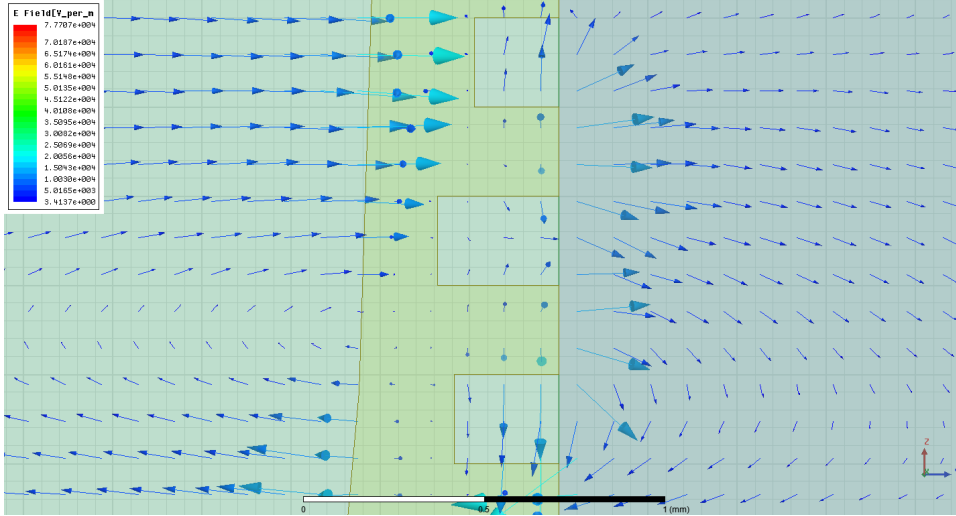 E Field[V_per_m
7.7707e+004
7.0187e+004
6.5174e+004
6.0161e+004
5.5148e+004
5.0135e+004
4.5122e+004
4.0108e+004
3.5095e+004
3.0082e+004
2.5069e+004
2.0056e+004
1.5043e+004
1.0030e+004
5.0165e+003
3.4137e+000
Z
0
0.5
1 (mm)